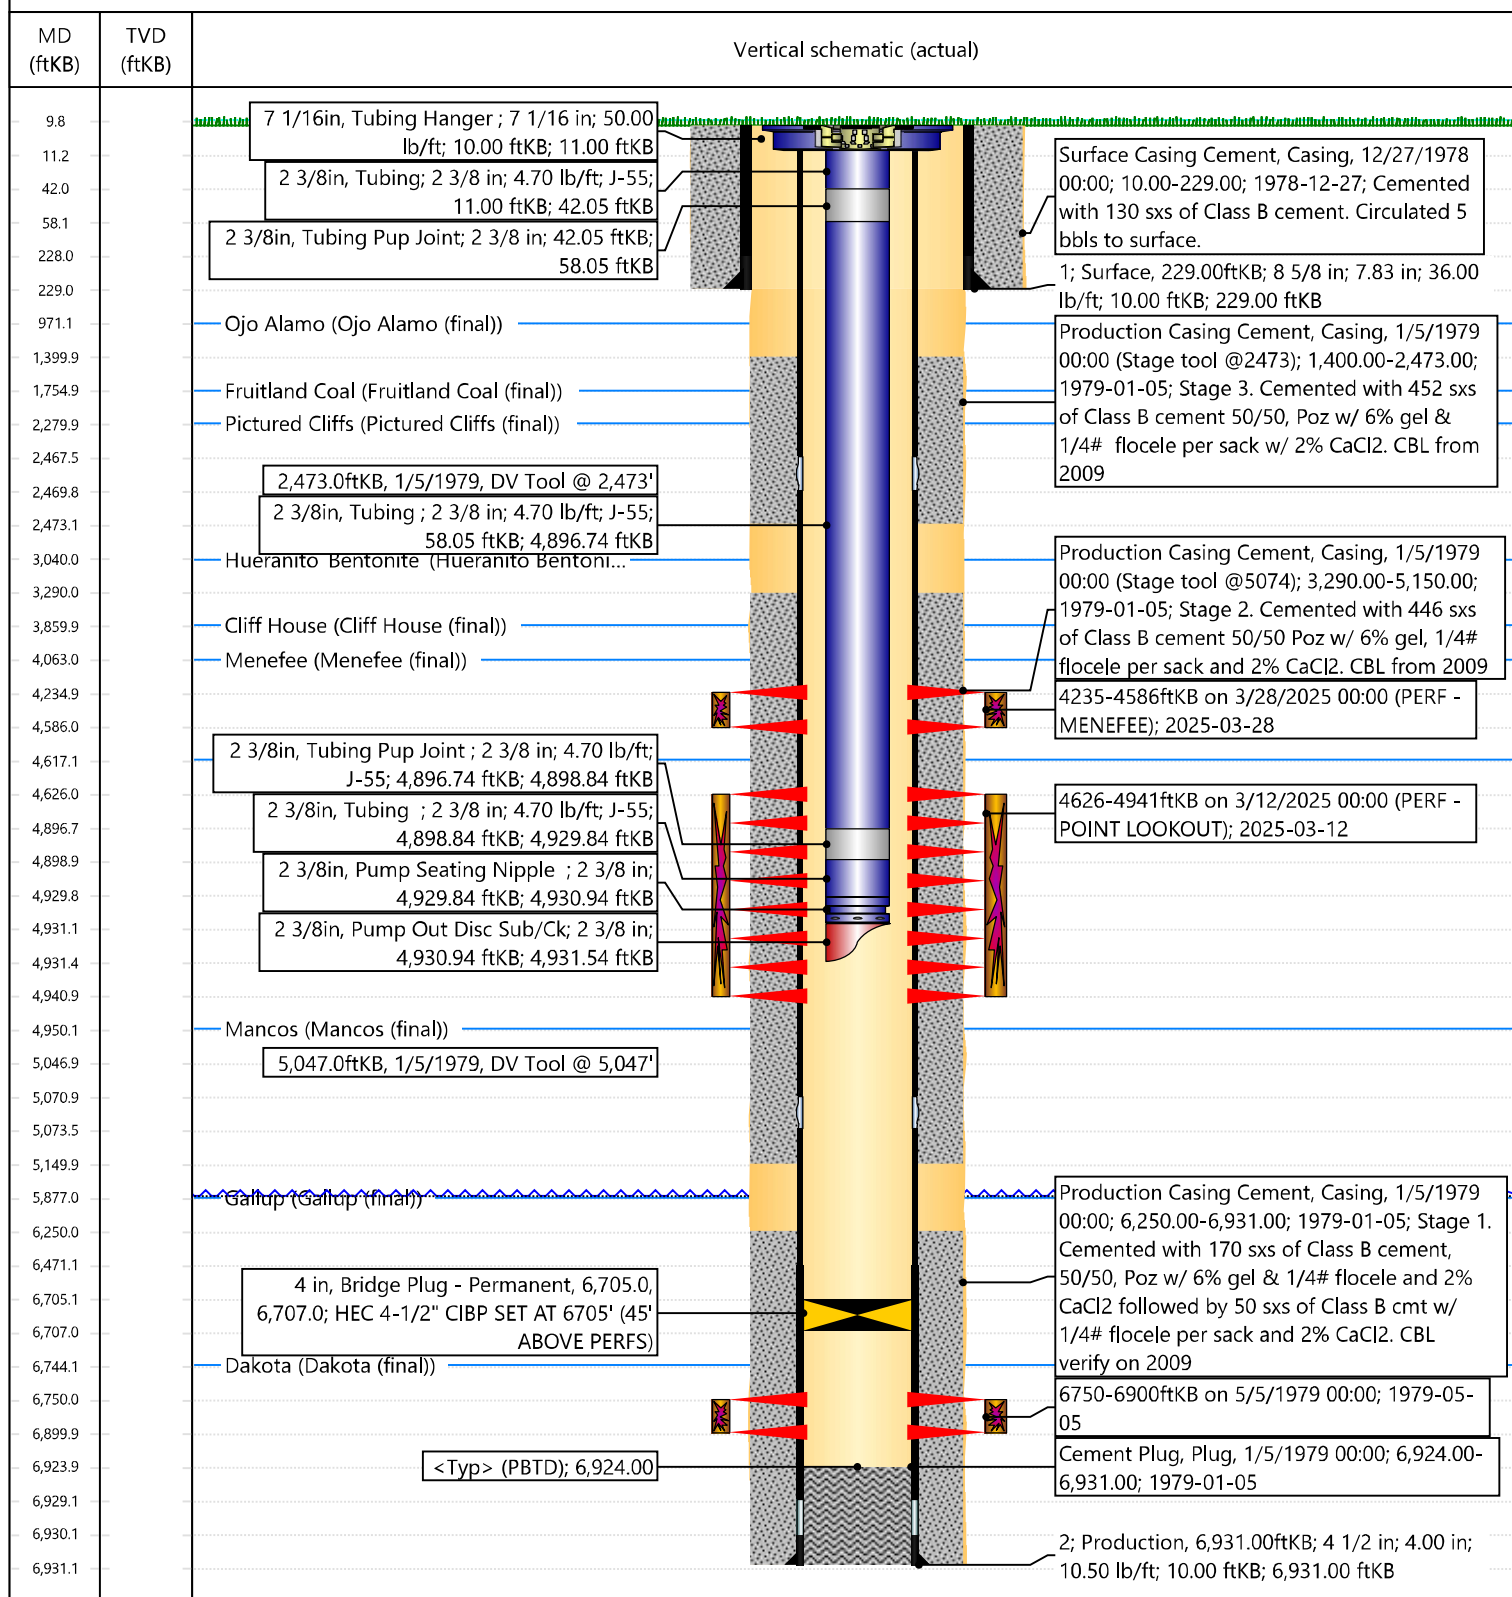 MD
(ftKB)
TVD
(ftKB)
Vertical schematic (actual)
9.8
11.2
42.0
58.1
228.0
229.0
971.1
1,399.9
1,754.9
2,279.9
2,467.5
2,469.8
2,473.1
3,040.0
3,290.0
3,859.9
4,063.0
4,234.9
4,586.0
4,617.1
4,626.0
4,896.7
4,898.9
4,929.8
4,931.1
4,931.4
4,940.9
4,950.1
5,046.9
5,070.9
5,073.5
5,149.9
5,877.0
6,250.0
6,471.1
6,705.1
6,707.0
6,744.1
6,750.0
6,899.9
6,923.9
6,929.1
6,930.1
6,931.1
7 1/16in, Tubing Hanger ; 7 1/16 in; 50.00
lb/ft; 10.00 ftKB; 11.00 ftKB
2 3/8in, Tubing; 2 3/8 in; 4.70 lb/ft; J-55;
11.00 ftKB; 42.05 ftKB
2 3/8in, Tubing Pup Joint; 2 3/8 in; 42.05 ftKB;
58.05 ftKB
Ojo Alamo (Ojo Alamo (final))
Fruitland Coal (Fruitland Coal (final))
Pictured Cliffs (Pictured Cliffs (final))
2,473.0ftKB, 1/5/1979, DV Tool @ 2,473'
2 3/8in, Tubing ; 2 3/8 in; 4.70 lb/ft; J-55;
58.05 ftKB; 4,896.74 ftKB
Hueranito Bentonite (Hueranito Bentoni...
Cliff House (Cliff House (final))
Menefee (Menefee (final))
2 3/8in, Tubing Pup Joint ; 2 3/8 in; 4.70 lb/ft;
J-55; 4,896.74 ftKB; 4,898.84 ftKB
2 3/8in, Tubing  ; 2 3/8 in; 4.70 lb/ft; J-55;
4,898.84 ftKB; 4,929.84 ftKB
2 3/8in, Pump Seating Nipple  ; 2 3/8 in;
4,929.84 ftKB; 4,930.94 ftKB
2 3/8in, Pump Out Disc Sub/Ck; 2 3/8 in;
4,930.94 ftKB; 4,931.54 ftKB
Mancos (Mancos (final))
5,047.0ftKB, 1/5/1979, DV Tool @ 5,047'
Gallup (Gallup (final))
4 in, Bridge Plug - Permanent, 6,705.0,
6,707.0; HEC 4-1/2" CIBP SET AT 6705' (45'
ABOVE PERFS)
Dakota (Dakota (final))
<Typ> (PBTD); 6,924.00
Surface Casing Cement, Casing, 12/27/1978
00:00; 10.00-229.00; 1978-12-27; Cemented
with 130 sxs of Class B cement. Circulated 5
bbls to surface.
1; Surface, 229.00ftKB; 8 5/8 in; 7.83 in; 36.00
lb/ft; 10.00 ftKB; 229.00 ftKB
Production Casing Cement, Casing, 1/5/1979
00:00 (Stage tool @2473); 1,400.00-2,473.00;
1979-01-05; Stage 3. Cemented with 452 sxs
of Class B cement 50/50, Poz w/ 6% gel &
1/4#  flocele per sack w/ 2% CaCl2. CBL from
2009
Production Casing Cement, Casing, 1/5/1979
00:00 (Stage tool @5074); 3,290.00-5,150.00;
1979-01-05; Stage 2. Cemented with 446 sxs
of Class B cement 50/50 Poz w/ 6% gel, 1/4#
flocele per sack and 2% CaCl2. CBL from 2009
4235-4586ftKB on 3/28/2025 00:00 (PERF -
MENEFEE); 2025-03-28
4626-4941ftKB on 3/12/2025 00:00 (PERF -
POINT LOOKOUT); 2025-03-12
Production Casing Cement, Casing, 1/5/1979
00:00; 6,250.00-6,931.00; 1979-01-05; Stage 1.
Cemented with 170 sxs of Class B cement,
50/50, Poz w/ 6% gel & 1/4# flocele and 2%
CaCl2 followed by 50 sxs of Class B cmt w/
1/4# flocele per sack and 2% CaCl2. CBL
verify on 2009
6750-6900ftKB on 5/5/1979 00:00; 1979-05-
05
Cement Plug, Plug, 1/5/1979 00:00; 6,924.00-
6,931.00; 1979-01-05
2; Production, 6,931.00ftKB; 4 1/2 in; 4.00 in;
10.50 lb/ft; 10.00 ftKB; 6,931.00 ftKB